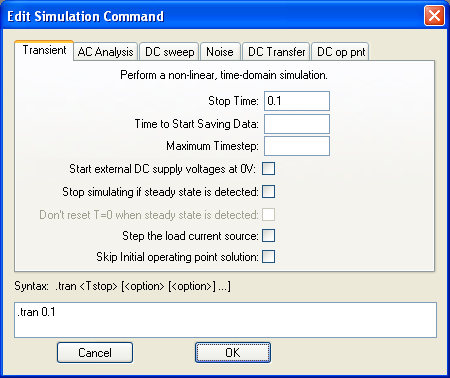 Edit Simulation Command
Transient AC Analysis DC sweep Noise DC Transfer DC op pnt
Perform a non-linear, time-domain simulation.
Stop Time: 0.1
Time to Start Saving Data:
Maximum Timestep:
Start external DC supply voltages at 0V:
Stop simulating if steady state is detected:
Don't reset T=0 when steady state is detected:
Step the load current source:
Skip Initial operating point solution:
Syntax: .tran <Tstop> [<option> [<option>] ...]
.tran 0.1
Cancel OK